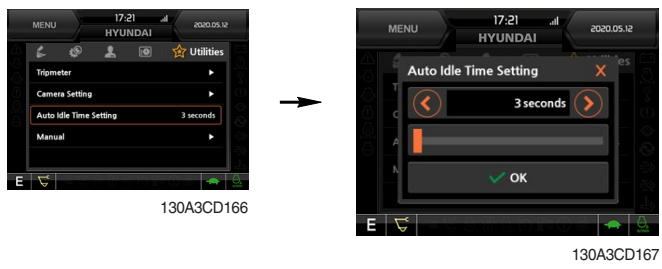 MENU
17:21
HYUNDAI
2020.05.12
Utilities
Tripmeter
Camera Setting
Auto Idle Time Setting 3 seconds
Manual
E
130A3CD166
MENU
17:21
HYUNDAI
2020.05.12
Auto Idle Time Setting X
3 seconds
OK
E
130A3CD167